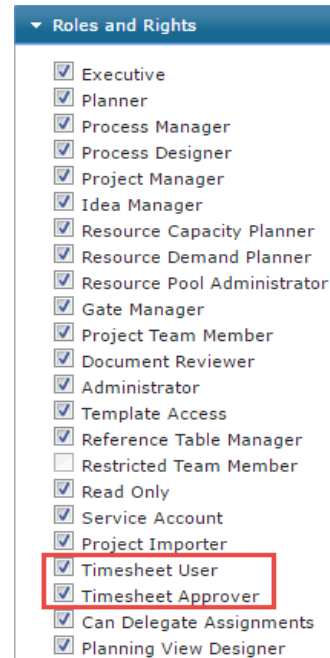 Roles and Rights
Executive
Planner
Process Manager
Process Designer
Project Manager
Idea Manager
Resource Capacity Planner
Resource Demand Planner
Resource Pool Administrator
Gate Manager
Project Team Member
Document Reviewer
Administrator
Template Access
Reference Table Manager
Restricted Team Member
Read Only
Service Account
Project Importer
Timesheet User
Timesheet Approver
Can Delegate Assignments
Planning View Designer